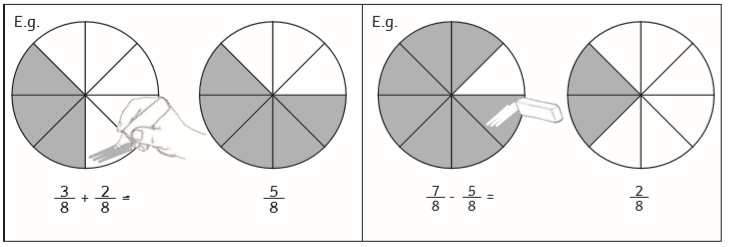 E.g.
3/8 + 2/8 =
5/8
E.g.
7/8 - 5/8 =
2/8